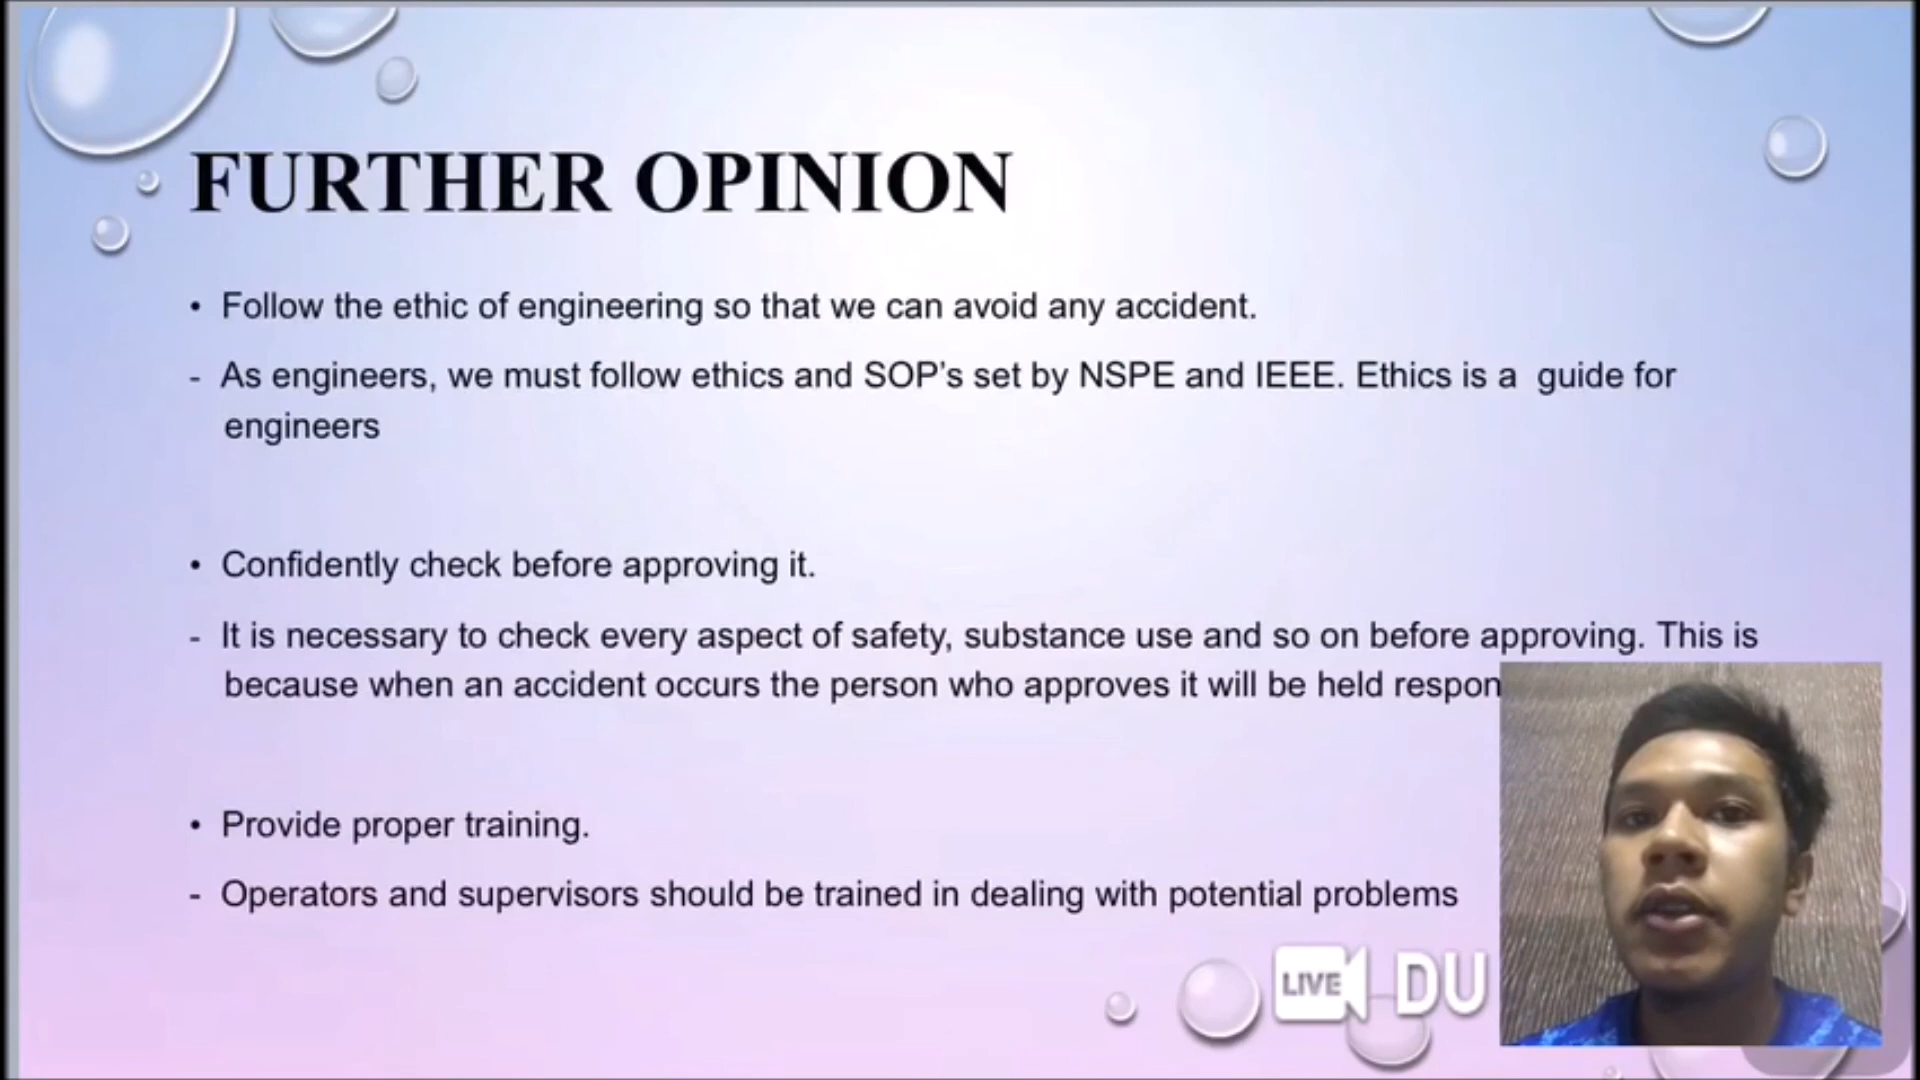 FURTHER OPINION
• Follow the ethic of engineering so that we can avoid any accident.
- As engineers, we must follow ethics and SOP's set by NSPE and IEEE. Ethics is a guide for
engineers
• Confidently check before approving it.
- It is necessary to check every aspect of safety, substance use and so on before approving. This is
because when an accident occurs the person who approves it will be held respon
• Provide proper training.
- Operators and supervisors should be trained in dealing with potential problems
LIVE DU